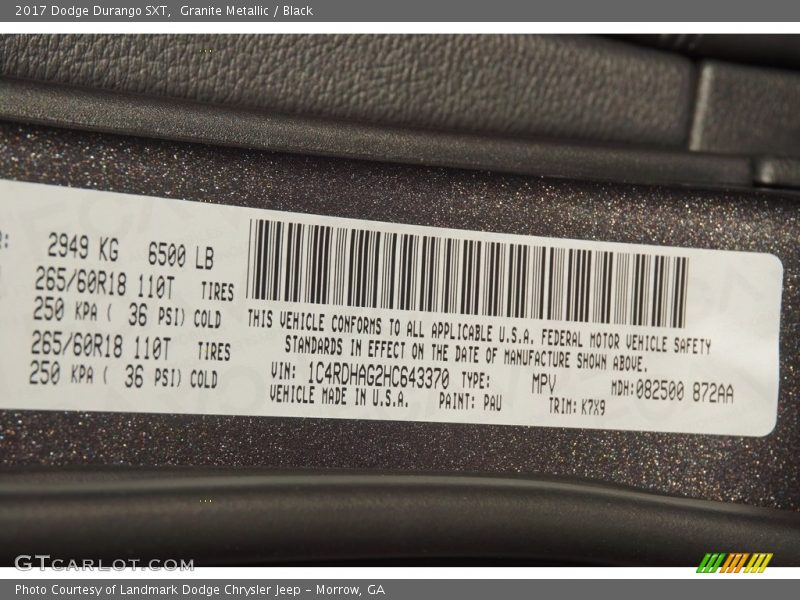 2017 Dodge Durango SXT,  Granite Metallic / Black
2949 KG   6500 LB
265/60R18 110T   TIRES
250 KPA ( 36 PSI) COLD
265/60R18 110T   TIRES
250 KPA ( 36 PSI) COLD
THIS VEHICLE CONFORMS TO ALL APPLICABLE U.S.A. FEDERAL MOTOR VEHICLE SAFETY
STANDARDS IN EFFECT ON THE DATE OF MANUFACTURE SHOWN ABOVE.
VIN: 1C4RDHAG2HC643370 TYPE: MPV MDH:082500 872AA
VEHICLE MADE IN U.S.A. PAINT: PAU TRIM: K7X9
GTCARLOT.COM
Photo Courtesy of Landmark Dodge Chrysler Jeep - Morrow, GA